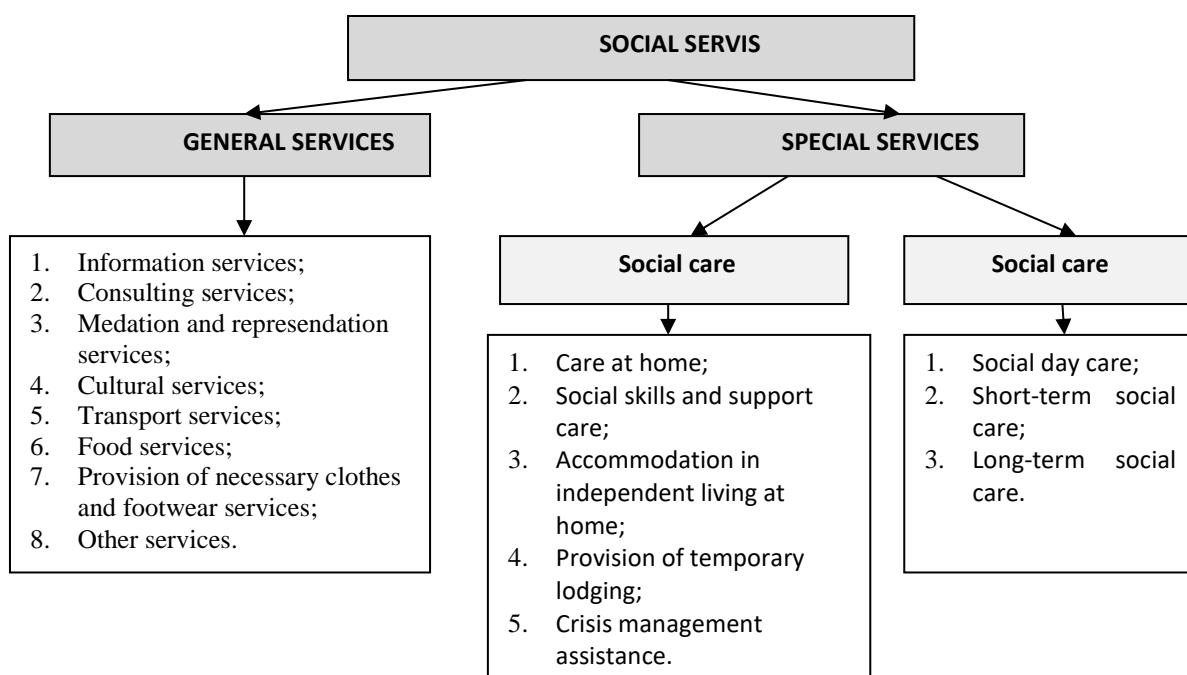 SOCIAL SERVIS
GENERAL SERVICES
SPECIAL SERVICES
1. Information services;
2. Consulting services;
3. Medation and represendation
services;
4. Cultural services;
5. Transport services;
6. Food services;
7. Provision of necessary clothes
and footwear services;
8. Other services.
Social care
1. Care at home;
2. Social skills and support
care;
3. Accommodation in
independent living at
home;
4. Provision of temporary
lodging;
5. Crisis management
assistance.
Social care
1. Social day care;
2. Short-term social
care;
3. Long-term social
care.